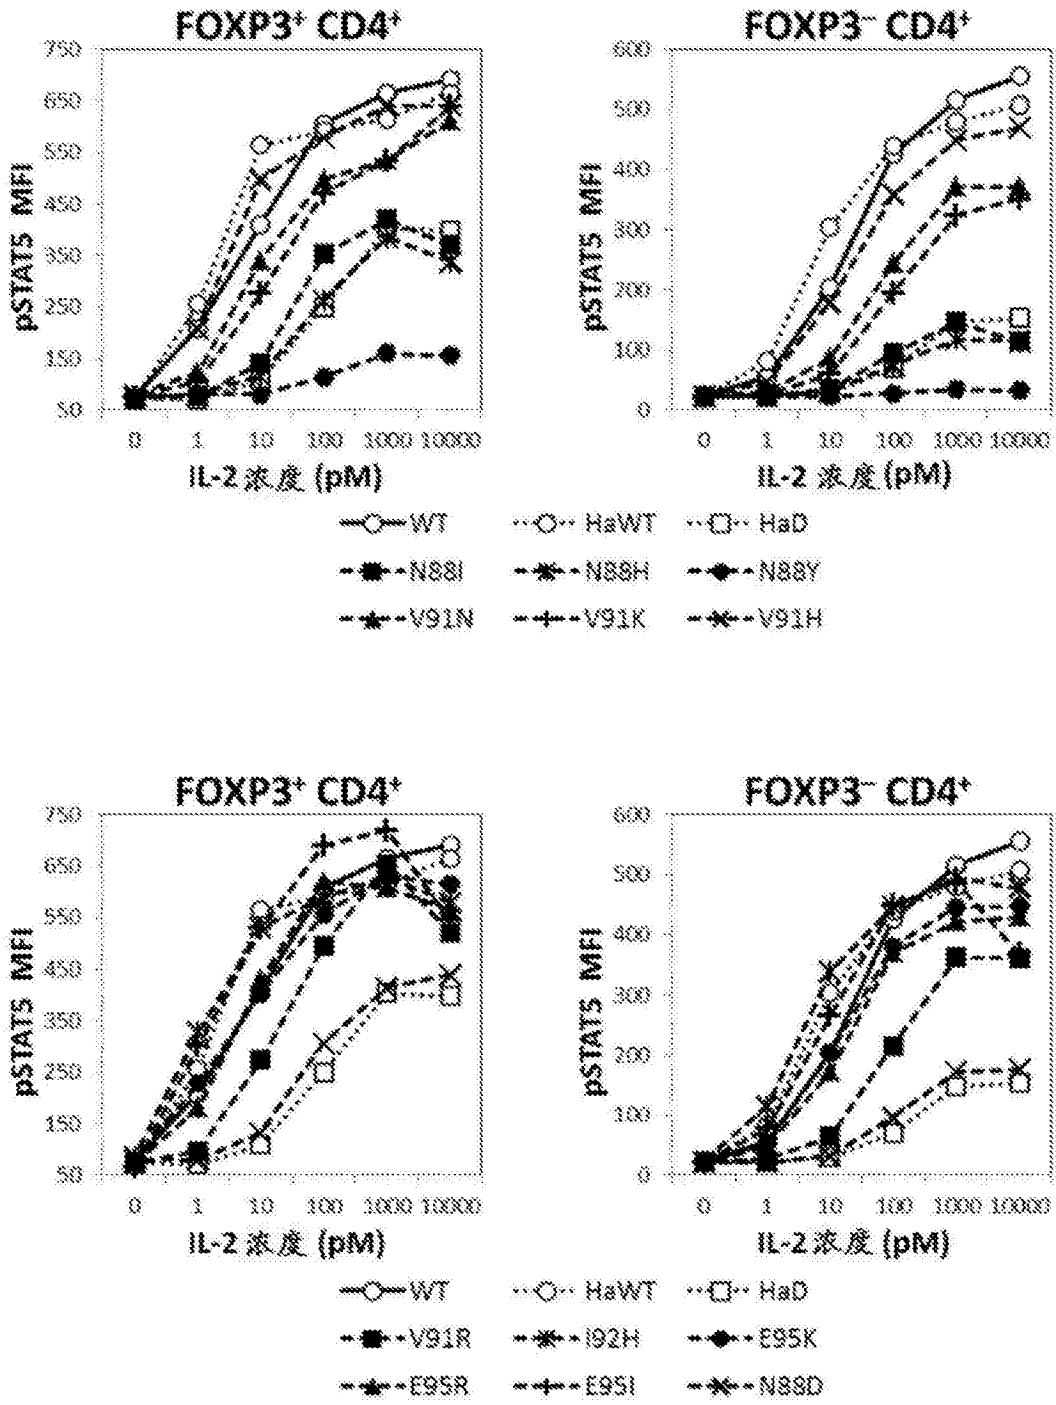 FOXP3⁺ CD4⁺
FOXP3⁻ CD4⁺
pSTAT5 MFI
750
650
550
450
350
250
150
50
0 1 10 100 1000 10000
IL-2 浓度 (pM)
pSTAT5 MFI
600
500
400
300
200
100
0
0 1 10 100 1000 10000
IL-2 浓度 (pM)
WT HaWT HaD
N88I N88H N88Y
V91N V91K V91H
FOXP3⁺ CD4⁺
FOXP3⁻ CD4⁺
pSTAT5 MFI
750
650
550
450
350
250
150
50
0 1 10 100 1000 10000
IL-2 浓度 (pM)
pSTAT5 MFI
600
500
400
300
200
100
0
0 1 10 100 1000 10000
IL-2 浓度 (pM)
WT HaWT HaD
V91R I92H E95K
E95R E95I N88D